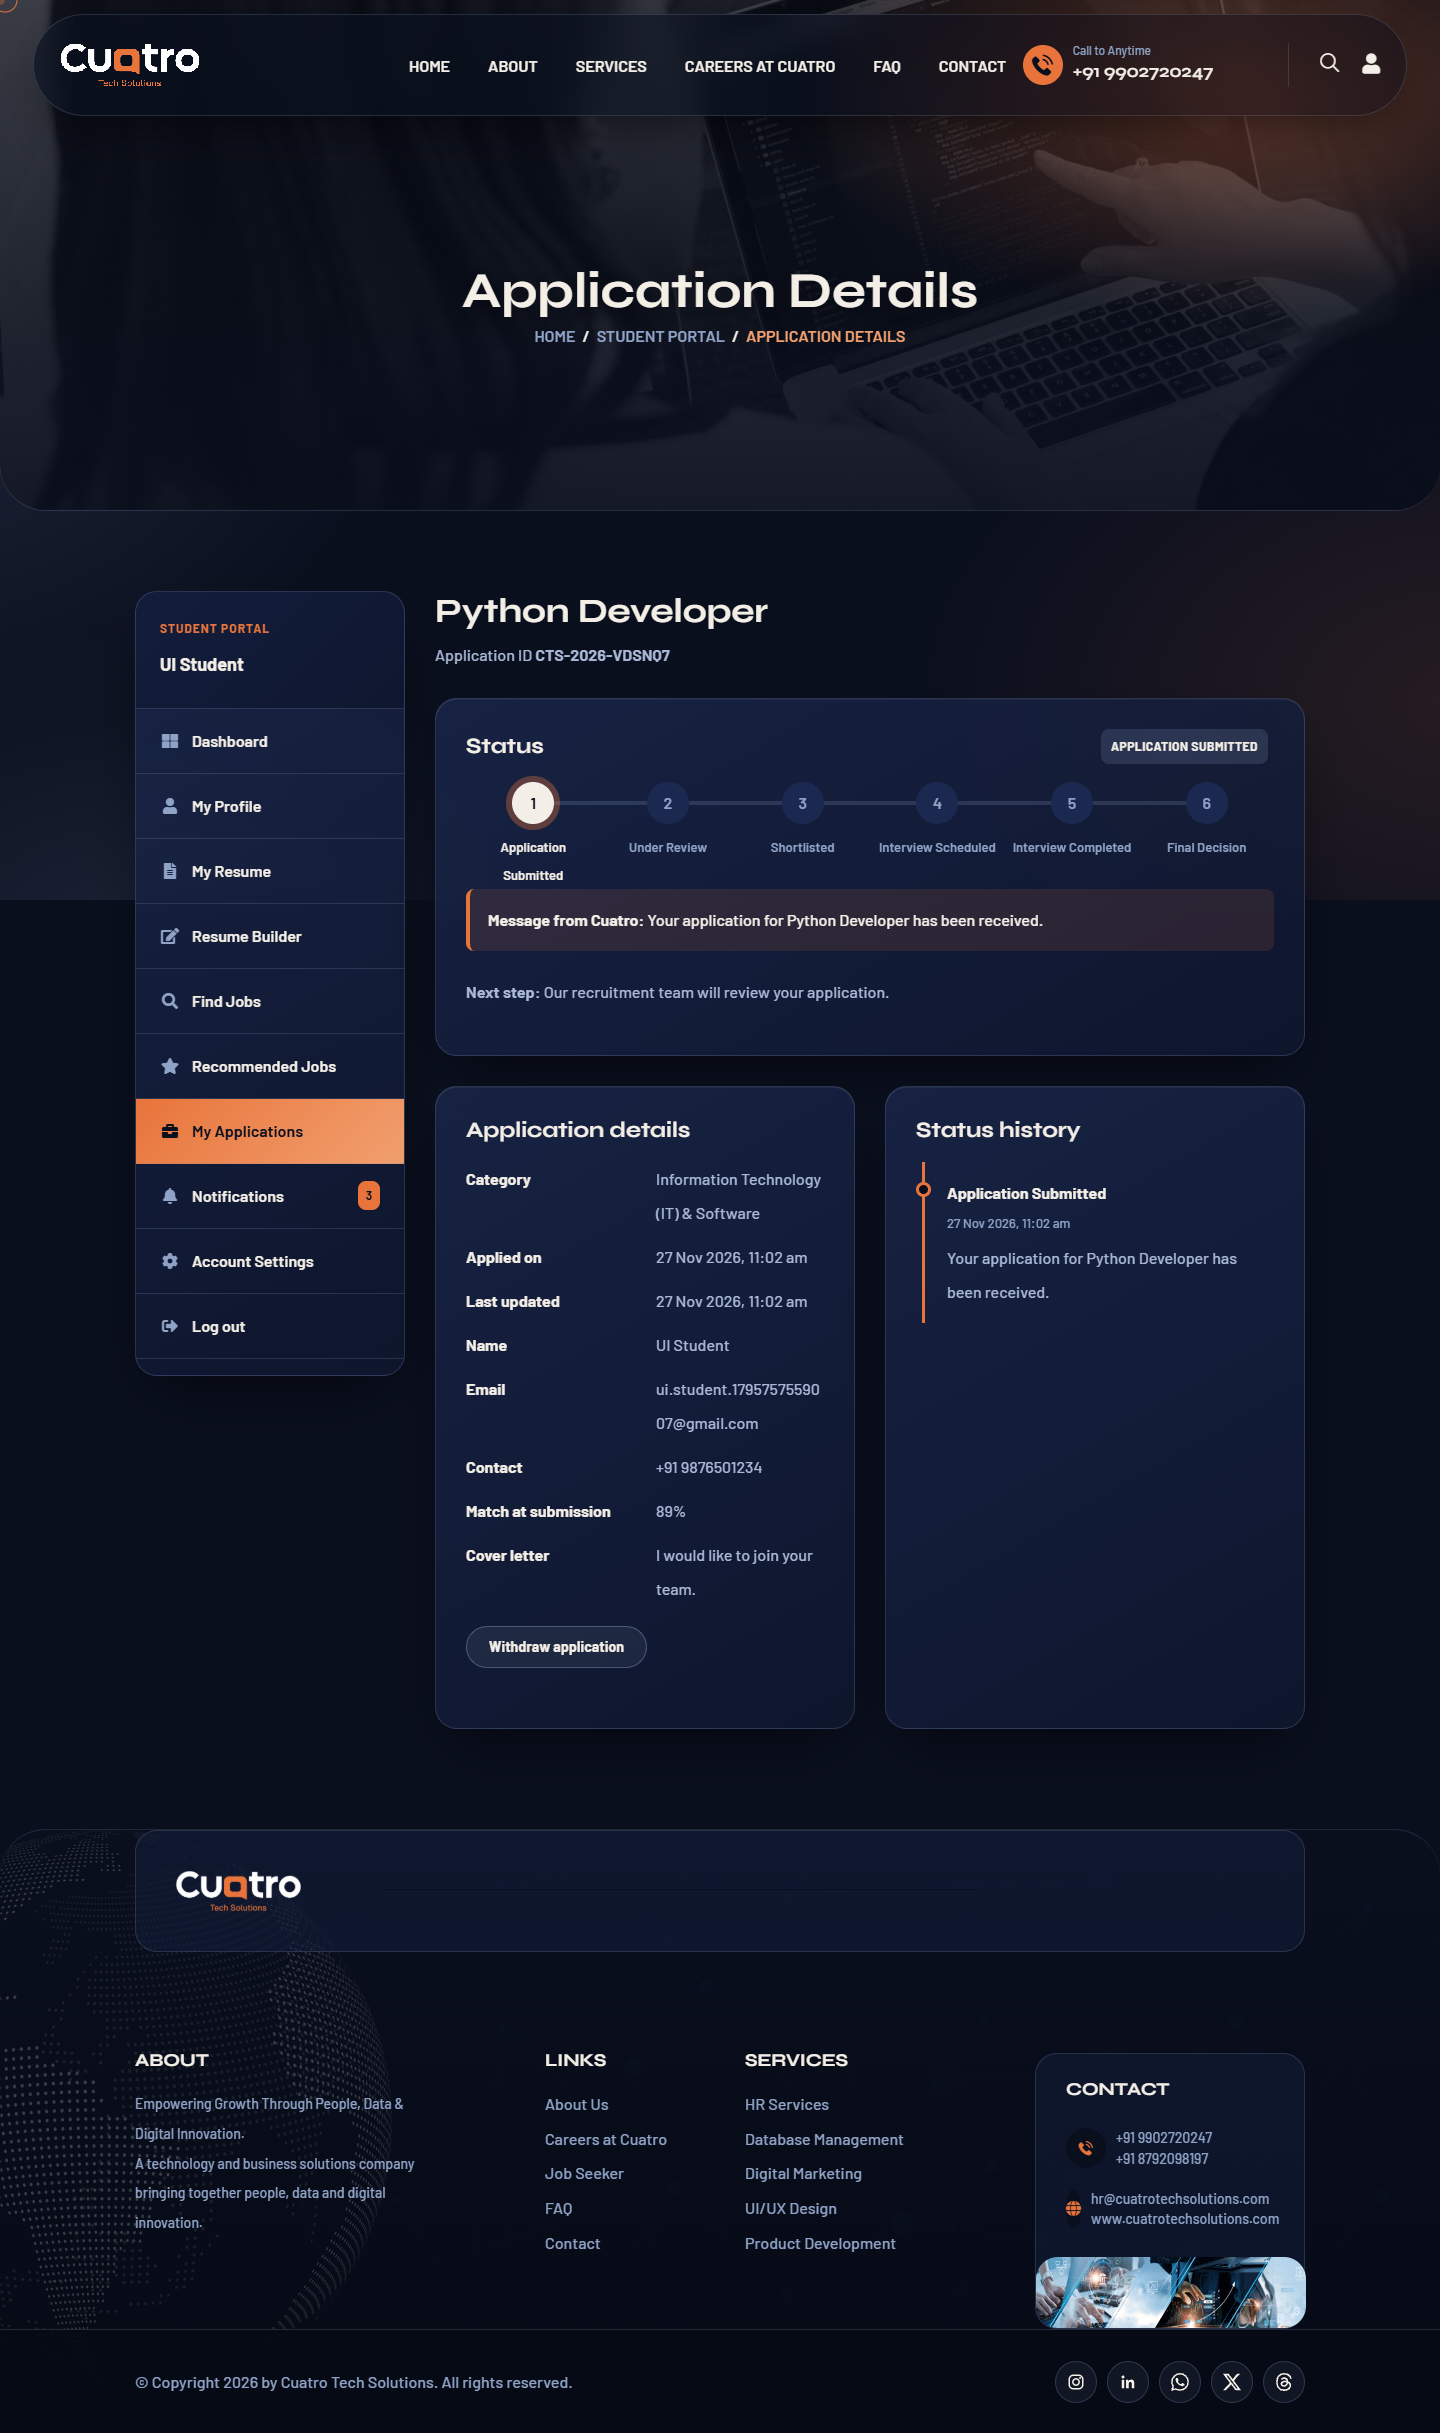 Cuatro
Tech Solutions
HOME ABOUT SERVICES CAREERS AT CUATRO FAQ CONTACT
Call to Anytime
+91 9902720247
Application Details
HOME / STUDENT PORTAL / APPLICATION DETAILS
STUDENT PORTAL
UI Student
Dashboard
My Profile
My Resume
Resume Builder
Find Jobs
Recommended Jobs
My Applications
Notifications 3
Account Settings
Log out
Python Developer
Application ID CTS-2026-VDSNQ7
Status
APPLICATION SUBMITTED
1 2 3 4 5 6
Application Under Review Shortlisted Interview Scheduled Interview Completed Final Decision
Submitted
Message from Cuatro: Your application for Python Developer has been received.
Next step: Our recruitment team will review your application.
Application details
Category Information Technology
(IT) & Software
Applied on 27 Nov 2026, 11:02 am
Last updated 27 Nov 2026, 11:02 am
Name UI Student
Email ui.student.17957575590
07@gmail.com
Contact +91 9876501234
Match at submission 89%
Cover letter I would like to join your
team.
Withdraw application
Status history
Application Submitted
27 Nov 2026, 11:02 am
Your application for Python Developer has
been received.
Cuatro
Tech Solutions
ABOUT
Empowering Growth Through People, Data &
Digital Innovation.
A technology and business solutions company
bringing together people, data and digital
innovation.
LINKS
About Us
Careers at Cuatro
Job Seeker
FAQ
Contact
SERVICES
HR Services
Database Management
Digital Marketing
UI/UX Design
Product Development
CONTACT
+91 9902720247
+91 8792098197
hr@cuatrotechsolutions.com
www.cuatrotechsolutions.com
© Copyright 2026 by Cuatro Tech Solutions. All rights reserved.